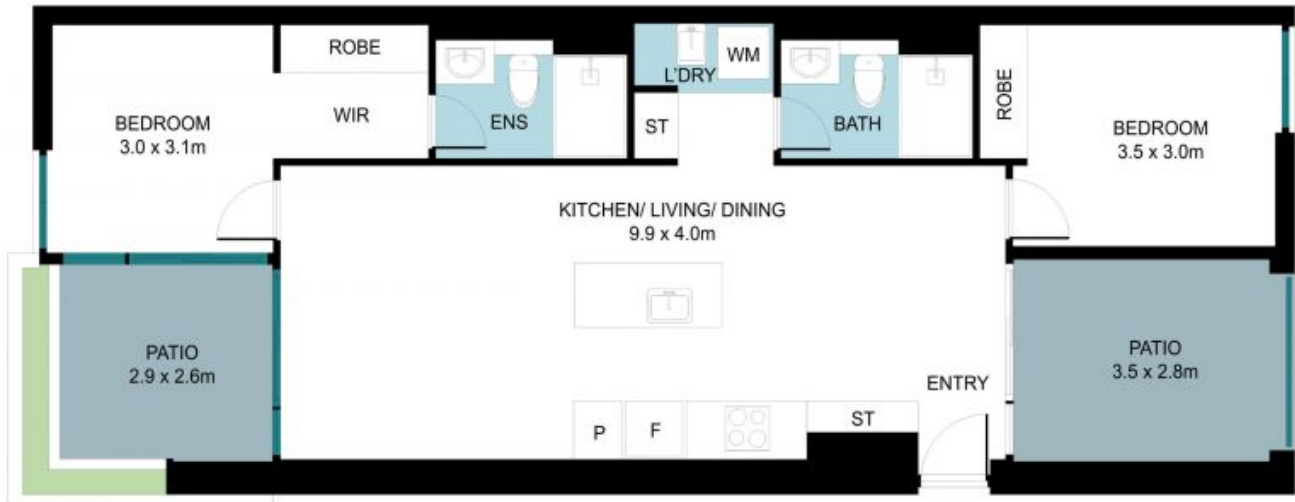 ROBE
BEDROOM
3.0 x 3.1m
WIR
ENS
L'DRY
WM
ST
BATH
ROBE
BEDROOM
3.5 x 3.0m
KITCHEN/ LIVING/ DINING
9.9 x 4.0m
PATIO
2.9 x 2.6m
P
F
ST
ENTRY
PATIO
3.5 x 2.8m